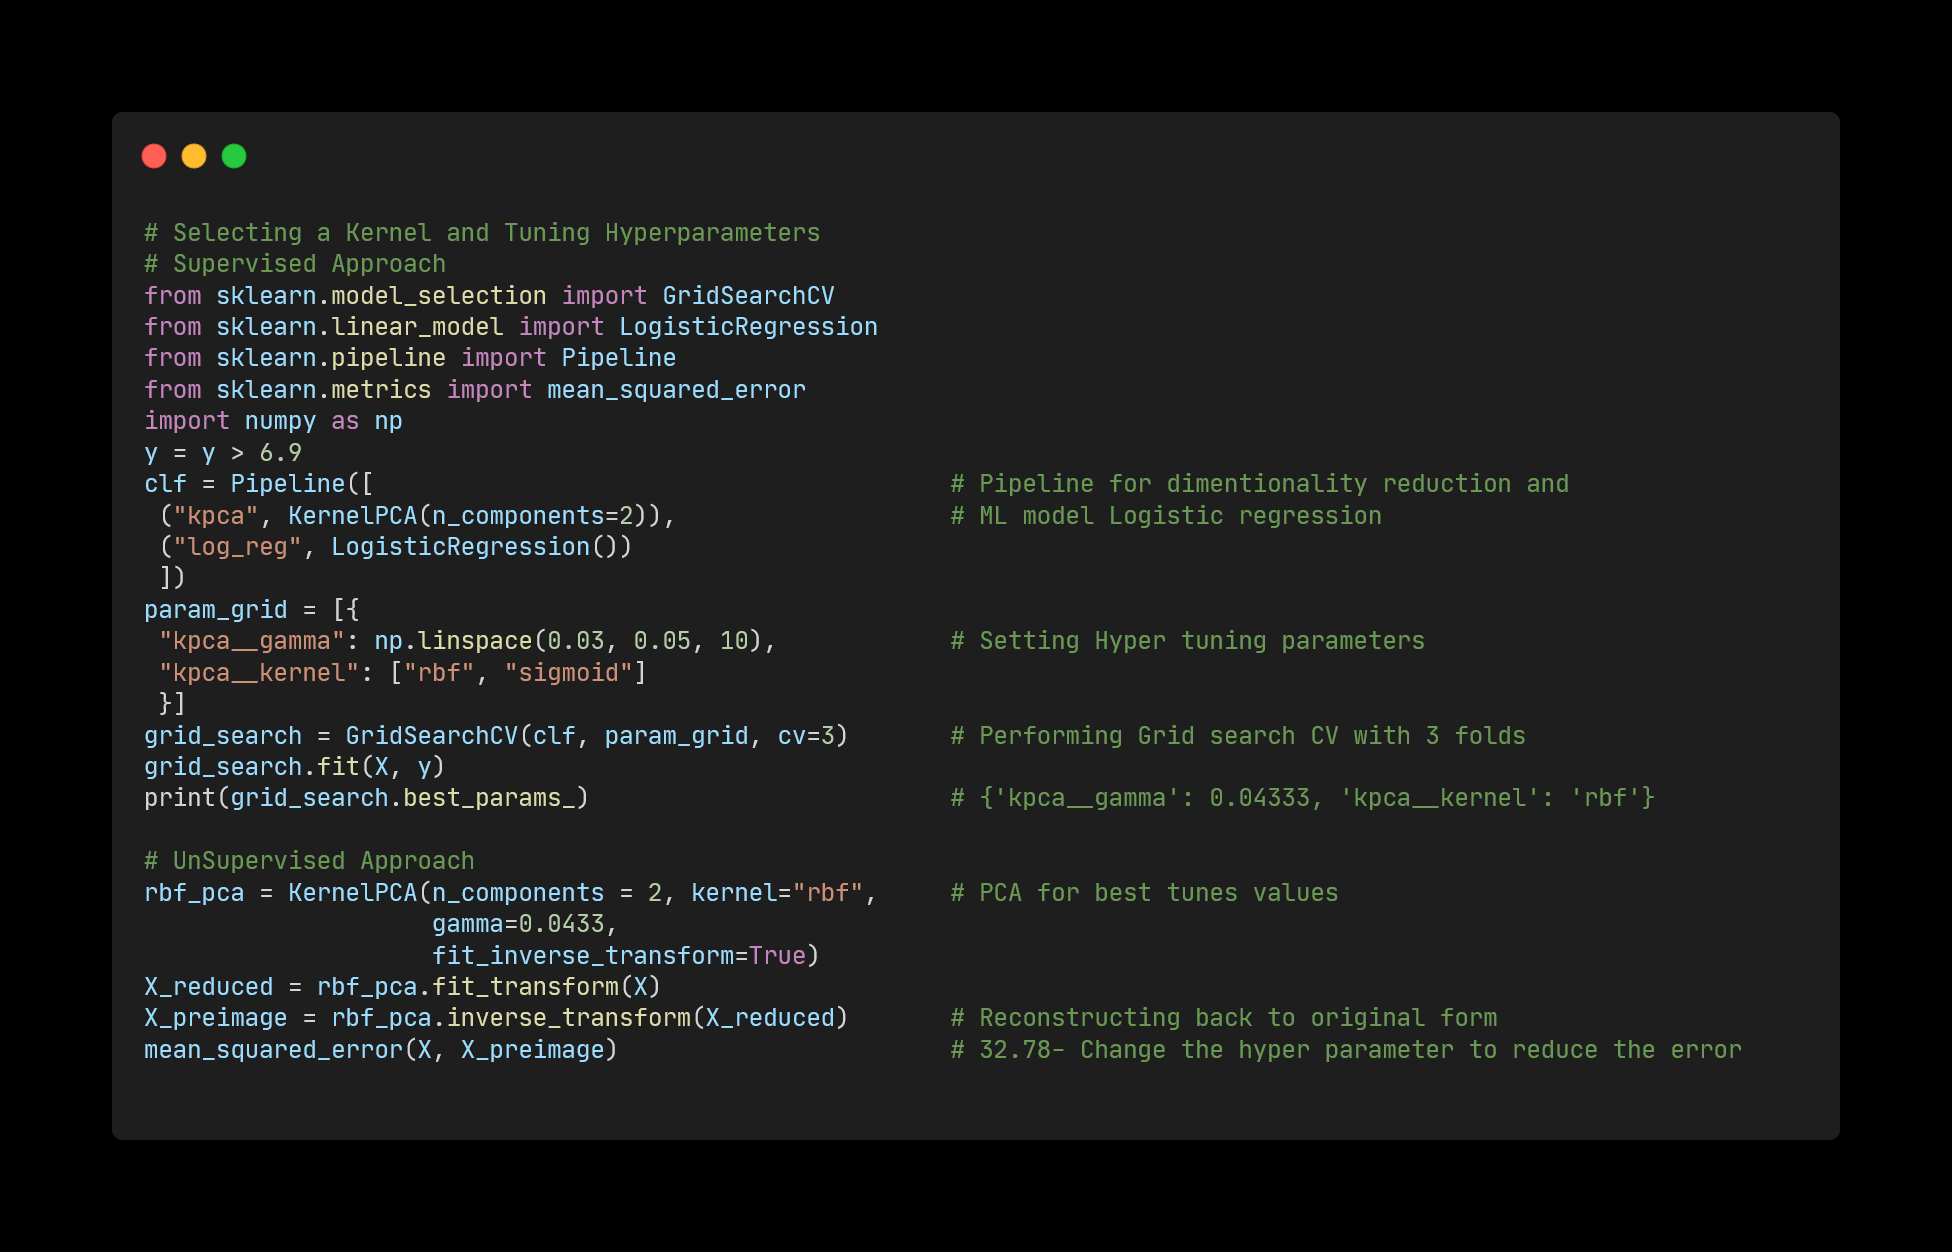 # Selecting a Kernel and Tuning Hyperparameters
# Supervised Approach
from sklearn.model_selection import GridSearchCV
from sklearn.linear_model import LogisticRegression
from sklearn.pipeline import Pipeline
from sklearn.metrics import mean_squared_error
import numpy as np
y = y > 6.9
clf = Pipeline([                                        # Pipeline for dimentionality reduction and
 ("kpca", KernelPCA(n_components=2)),                   # ML model Logistic regression
 ("log_reg", LogisticRegression())
 ])
param_grid = [{
 "kpca__gamma": np.linspace(0.03, 0.05, 10),            # Setting Hyper tuning parameters
 "kpca__kernel": ["rbf", "sigmoid"]
 }]
grid_search = GridSearchCV(clf, param_grid, cv=3)       # Performing Grid search CV with 3 folds
grid_search.fit(X, y)
print(grid_search.best_params_)                         # {'kpca__gamma': 0.04333, 'kpca__kernel': 'rbf'}

# UnSupervised Approach
rbf_pca = KernelPCA(n_components = 2, kernel="rbf",     # PCA for best tunes values
                    gamma=0.0433,
                    fit_inverse_transform=True)
X_reduced = rbf_pca.fit_transform(X)
X_preimage = rbf_pca.inverse_transform(X_reduced)       # Reconstructing back to original form
mean_squared_error(X, X_preimage)                       # 32.78- Change the hyper parameter to reduce the error